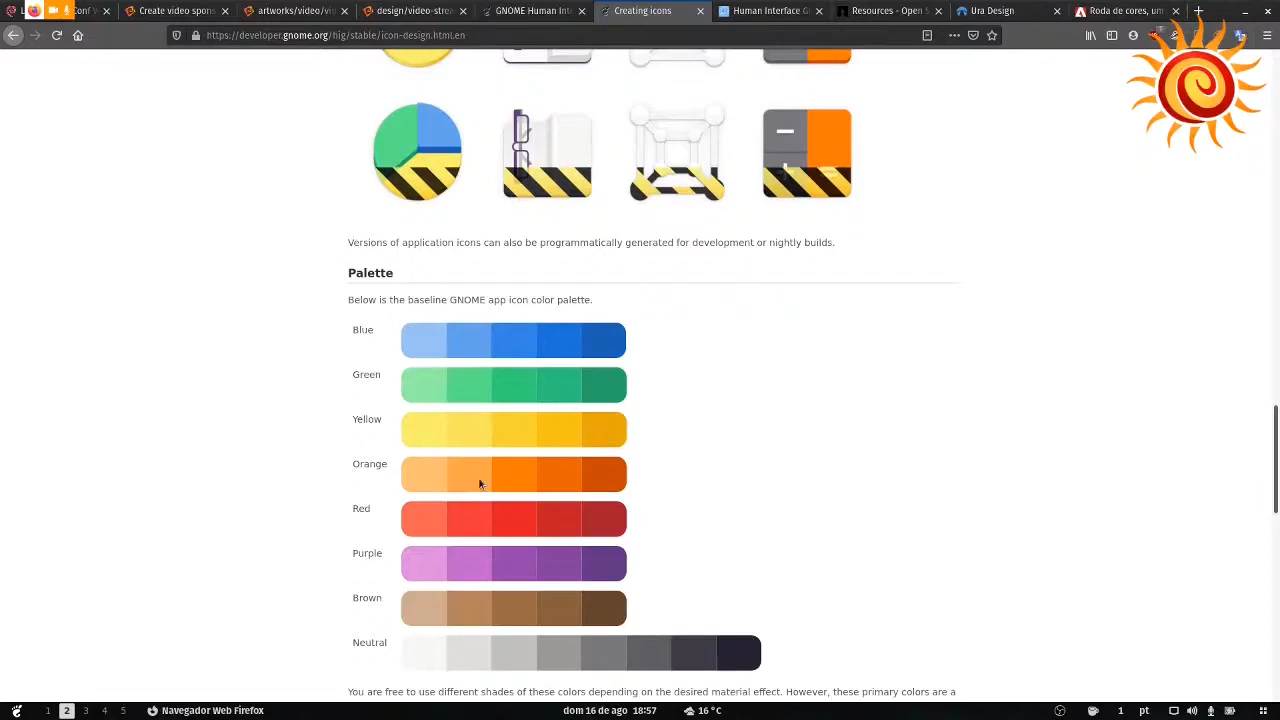 Create video spons
artworks/video/vi
design/video-strea
GNOME Human Int
Creating icons
Human Interface G
Resources - Open S
Ura Design
Roda de cores, um
https://developer.gnome.org/hig/stable/icon-design.html.en
Versions of application icons can also be programmatically generated for development or nightly builds.
Palette
Below is the baseline GNOME app icon color palette.
Blue
Green
Yellow
Orange
Red
Purple
Brown
Neutral
You are free to use different shades of these colors depending on the desired material effect. However, these primary colors are a
1 2 3 4 5 Navegador Web Firefox dom 16 de ago 18:57 16 °C 1 pt